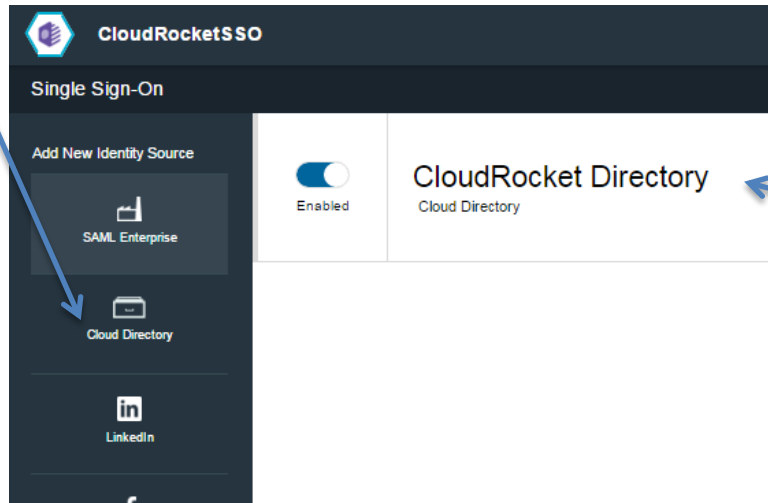 CloudRocketSSO
Single Sign-On
Add New Identity Source
SAML Enterprise
Cloud Directory
LinkedIn
Enabled
CloudRocket Directory
Cloud Directory